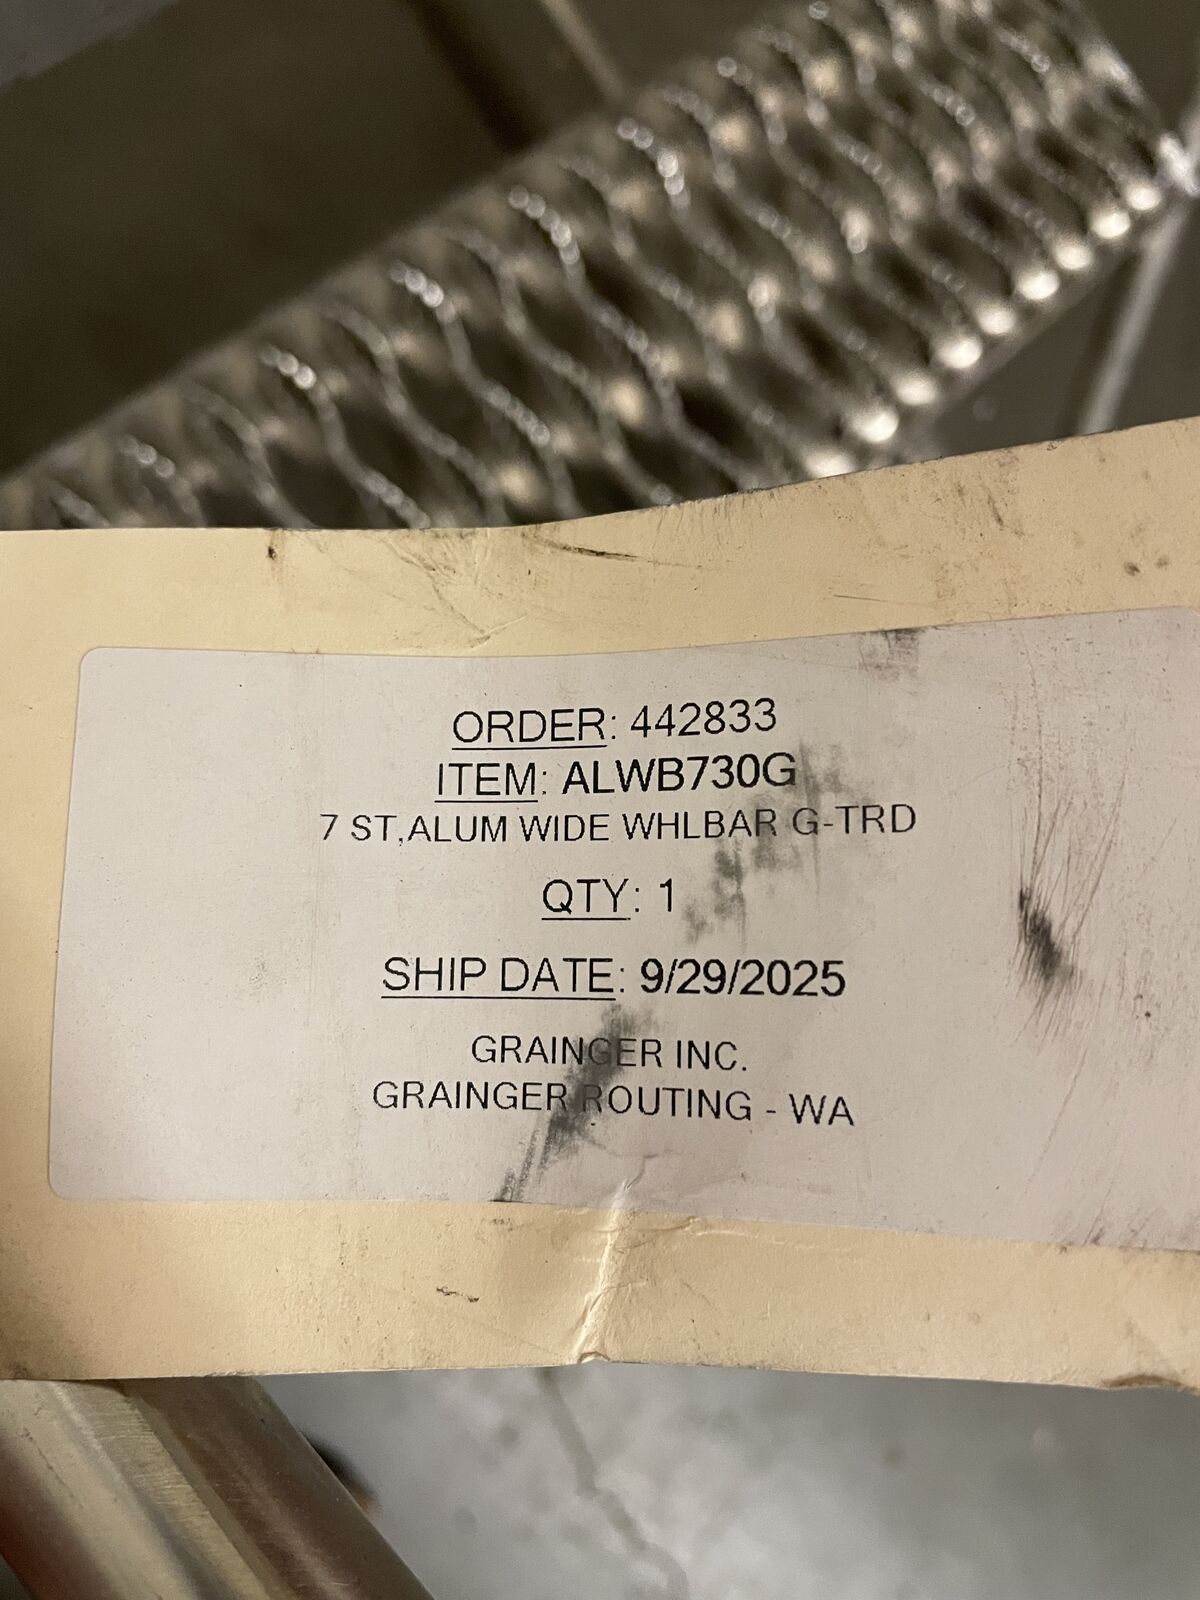 ORDER: 442833
ITEM: ALWB730G
7 ST,ALUM WIDE WHLBAR G-TRD
QTY: 1
SHIP DATE: 9/29/2025
GRAINGER INC.
GRAINGER ROUTING - WA